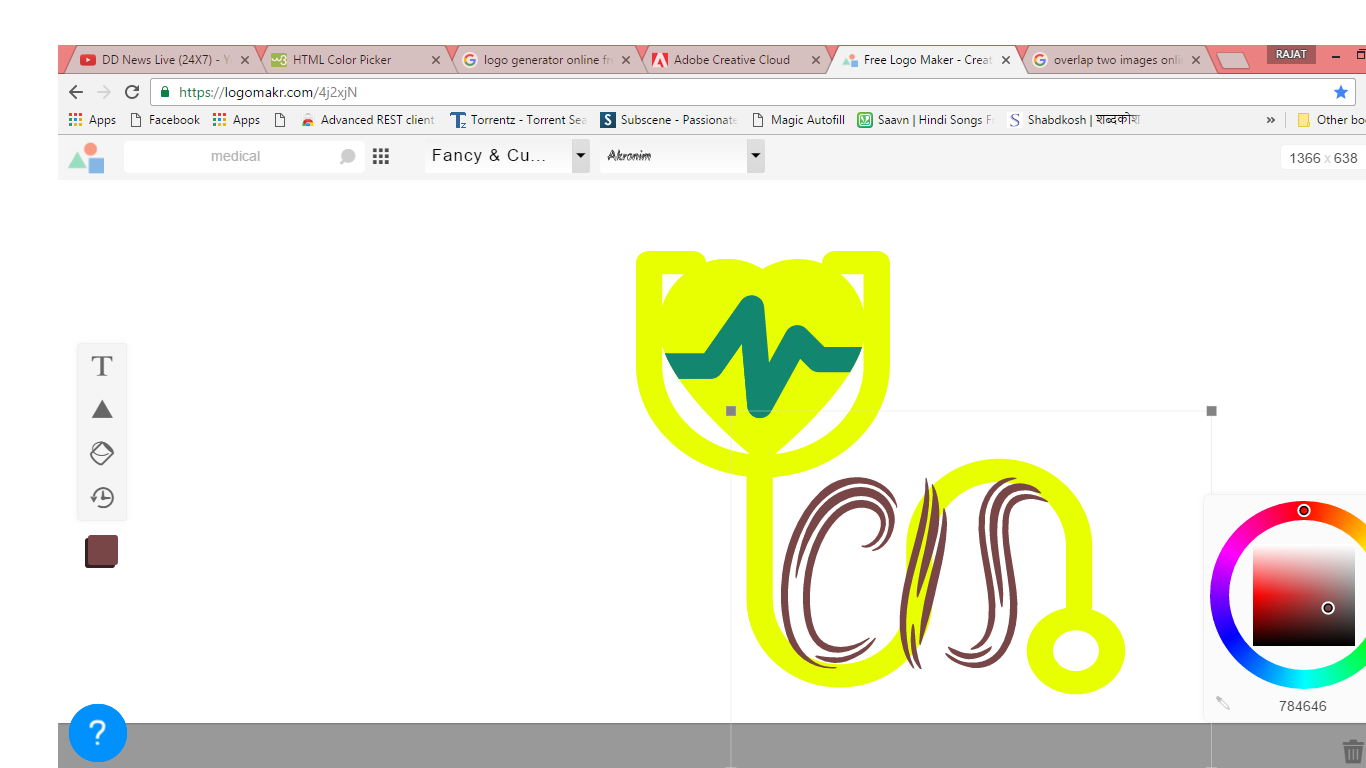 DD News Live (24X7) - Y
HTML Color Picker
logo generator online fr
Adobe Creative Cloud
Free Logo Maker - Creat
overlap two images onli
RAJAT
https://logomakr.com/4j2xjN
Apps
Facebook
Apps
Advanced REST client
Torrentz - Torrent Sea
Subscene - Passionate
Magic Autofill
Saavn | Hindi Songs F
Shabdkosh | शब्दकोश
»
Other bo
medical
Fancy & Cu...
Akronim
1366 x 638
T
CIS
784646
?